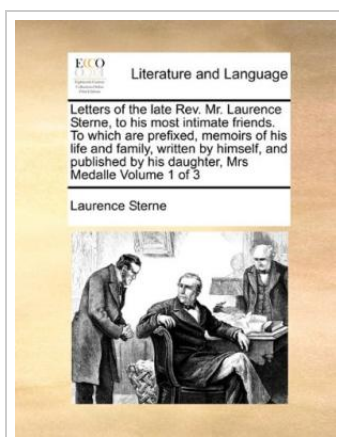 ECCO
Literature and Language
Letters of the late Rev. Mr. Laurence
Sterne, to his most intimate friends.
To which are prefixed, memoirs of his
life and family, written by himself, and
published by his daughter, Mrs
Medalle Volume 1 of 3
Laurence Sterne